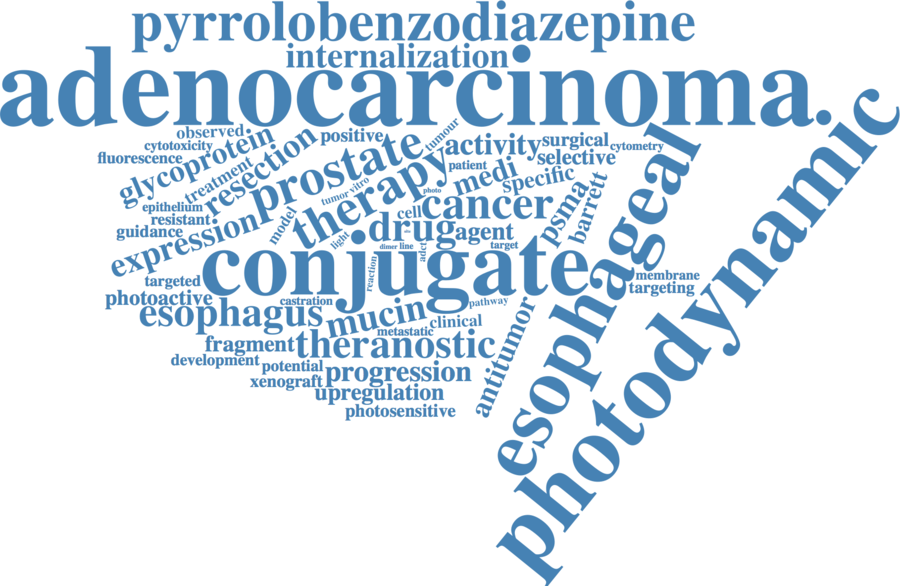 pyrrolobenzodiazepine
internalization
adenocarcinoma.
observed
positive
tumour
cytotoxicity
activity
surgical
cytometry
fluorescence
glycoprotein
resection
prostate
therapy
patient
selective
treatment
medi
specific
epithelium
tumor
vitro
photo
resistant
model
cell
cancer
psma
barrett
guidance
expression
light
drug
agent
target
dimer
line
adct
conjugate
reaction
esophageal
photodynamic
targeted
membrane
targeting
photoactive
castration
pathway
esophagus
mucin
clinical
metastatic
antitumor
fragment
theranostic
development
potential
xenograft
progression
upregulation
photosensitive